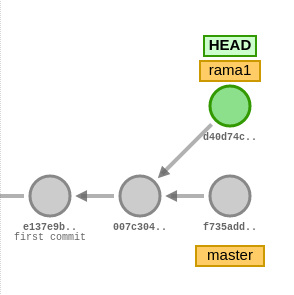 HEAD
rama1
d40d74c..
e137e9b..
first commit
007c304..
f735add..
master